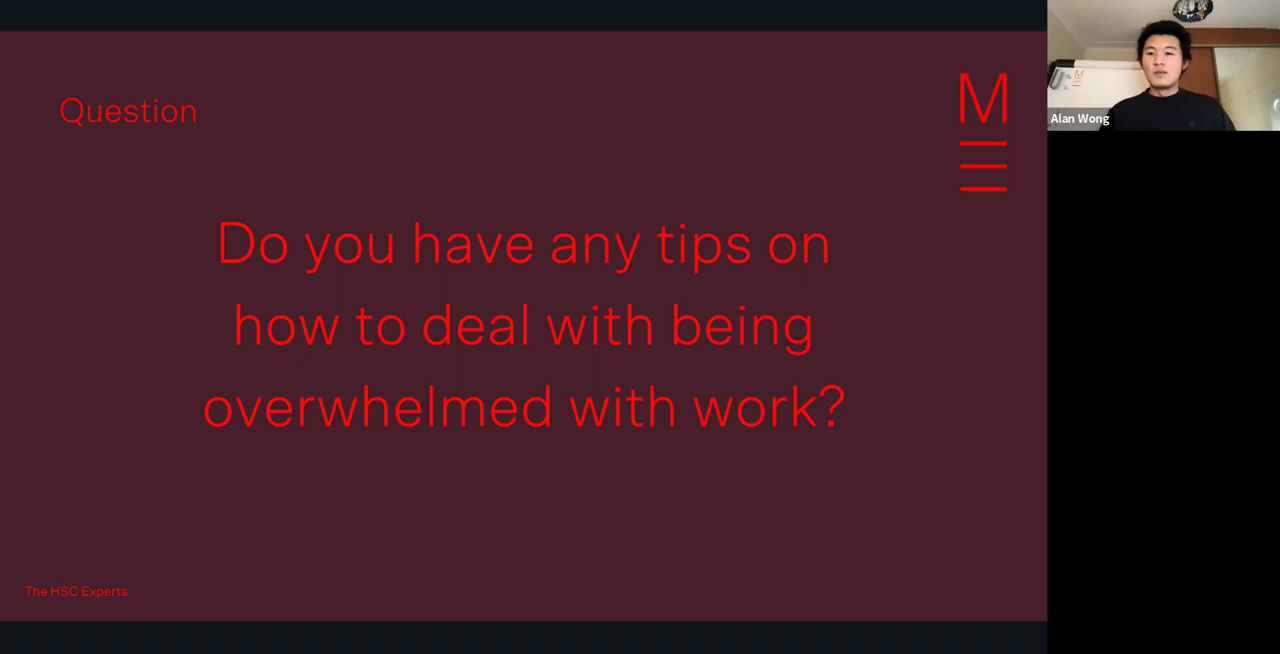 Question
M
Do you have any tips on
how to deal with being
overwhelmed with work?
The HSC Experts
Alan Wong
M